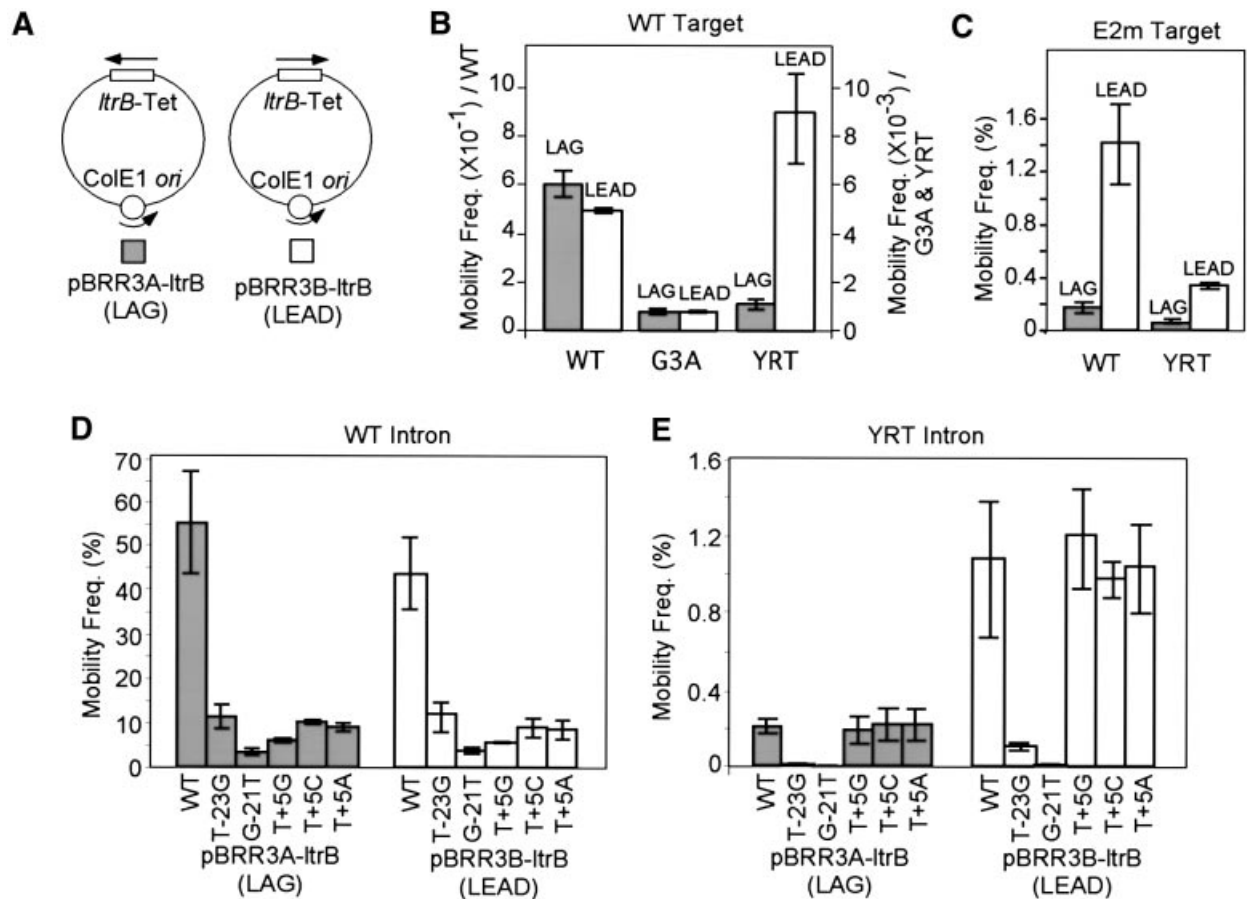 A
ltrB-Tet
ltrB-Tet
ColE1 ori
ColE1 ori
pBRR3A-ltrB
(LAG)
pBRR3B-ltrB
(LEAD)
B
WT Target
Mobility Freq. (X10-1) / WT
10
8
6
4
2
0
LAG
LEAD
LAG
LEAD
LAG
LEAD
WT
G3A
YRT
10
8
6
4
2
0
Mobility Freq. (X10-3) /
G3A & YRT
C
E2m Target
Mobility Freq. (%)
1.6
1.2
0.8
0.4
0
LAG
LEAD
LAG
LEAD
WT
YRT
D
WT Intron
Mobility Freq. (%)
70
60
50
40
30
20
10
0
WT
T-23G
G-21T
T+5G
T+5C
T+5A
pBRR3A-ltrB
(LAG)
WT
T-23G
G-21T
T+5G
T+5C
T+5A
pBRR3B-ltrB
(LEAD)
E
YRT Intron
Mobility Freq. (%)
1.6
1.2
0.8
0.4
0
WT
T-23G
G-21T
T+5G
T+5C
T+5A
pBRR3A-ltrB
(LAG)
WT
T-23G
G-21T
T+5G
T+5C
T+5A
pBRR3B-ltrB
(LEAD)